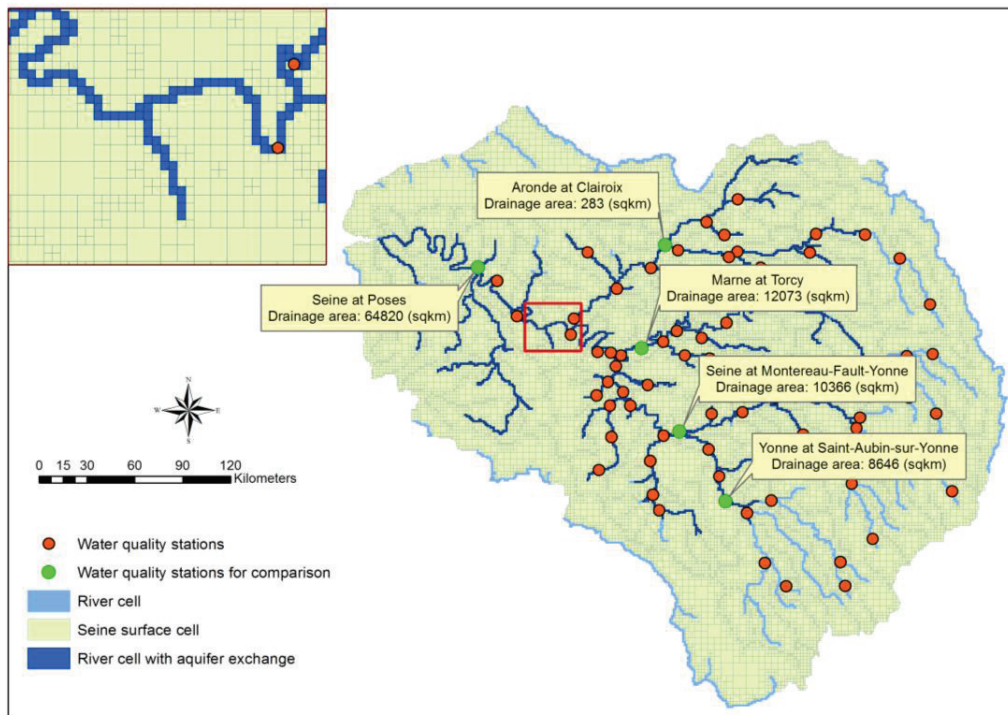 Aronde at Clairoix
Drainage area: 283 (sqkm)
Marne at Torcy
Drainage area: 12073 (sqkm)
Seine at Poses
Drainage area: 64820 (sqkm)
Seine at Montereau-Fault-Yonne
Drainage area: 10366 (sqkm)
Yonne at Saint-Aubin-sur-Yonne
Drainage area: 8646 (sqkm)
N
W E
S
0 15 30 60 90 120
Kilometers
Water quality stations
Water quality stations for comparison
River cell
Seine surface cell
River cell with aquifer exchange